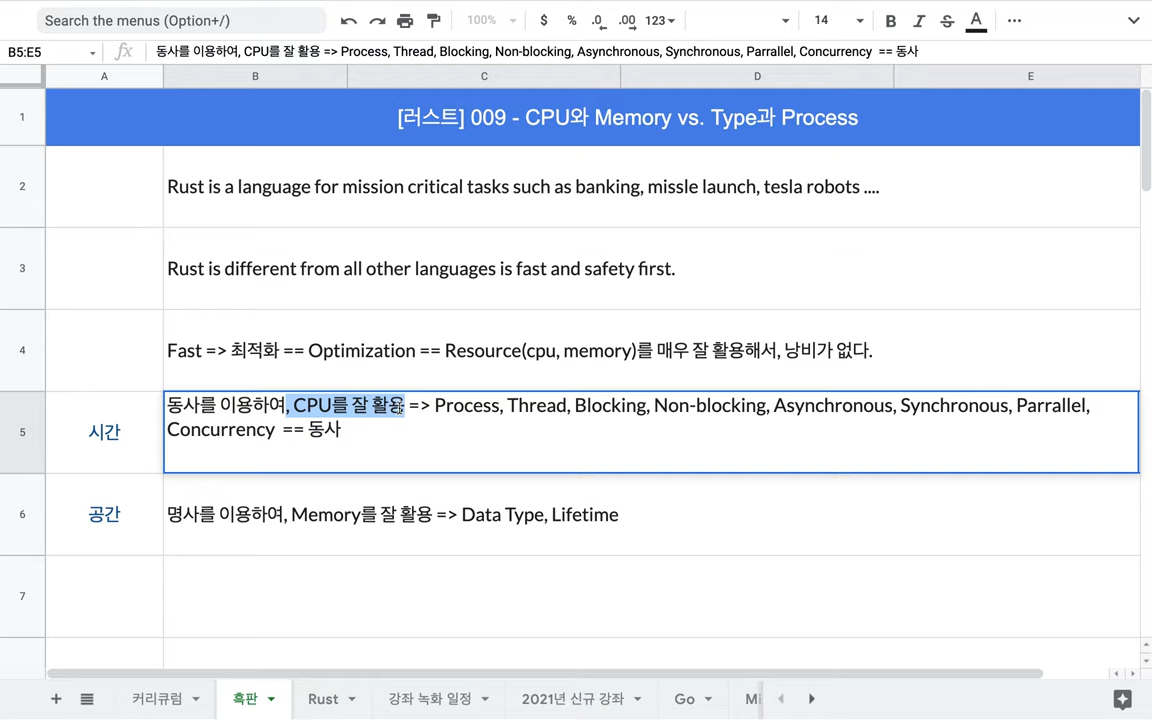 Search the menus (Option+/)
100%
$ % .0 .00 123
14
B I S A
B5:E5
fx
동사를 이용하여, CPU를 잘 활용 => Process, Thread, Blocking, Non-blocking, Asynchronous, Synchronous, Parrallel, Concurrency == 동사
A B C D E
1
[러스트] 009 - CPU와 Memory vs. Type과 Process
2
Rust is a language for mission critical tasks such as banking, missle launch, tesla robots ....
3
Rust is different from all other languages is fast and safety first.
4
Fast => 최적화 == Optimization == Resource(cpu, memory)를 매우 잘 활용해서, 낭비가 없다.
5
시간
동사를 이용하여, CPU를 잘 활용 => Process, Thread, Blocking, Non-blocking, Asynchronous, Synchronous, Parrallel,
Concurrency == 동사
6
공간
명사를 이용하여, Memory를 잘 활용 => Data Type, Lifetime
7
커리큘럼 흑판 Rust 강좌 녹화 일정 2021년 신규 강좌 Go